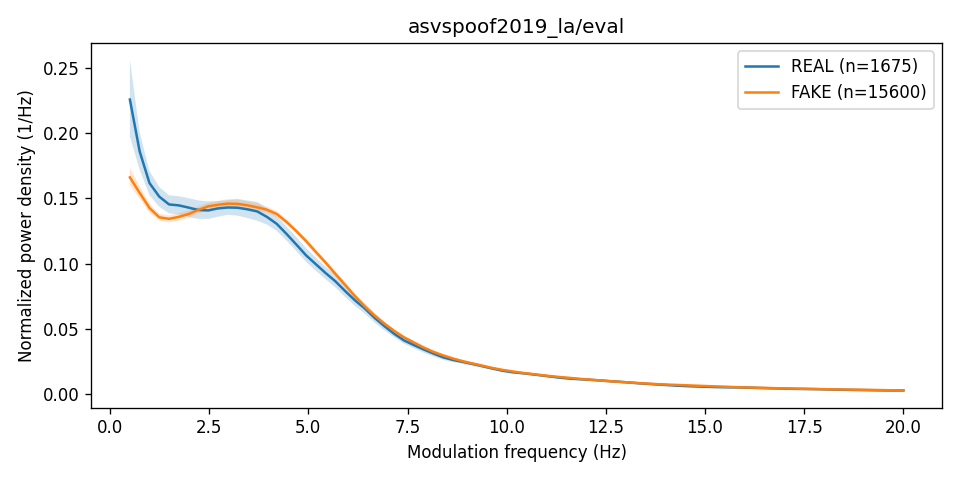 asvspoof2019_la/eval
REAL (n=1675)
FAKE (n=15600)
Normalized power density (1/Hz)
0.25
0.20
0.15
0.10
0.05
0.00
0.0 2.5 5.0 7.5 10.0 12.5 15.0 17.5 20.0
Modulation frequency (Hz)